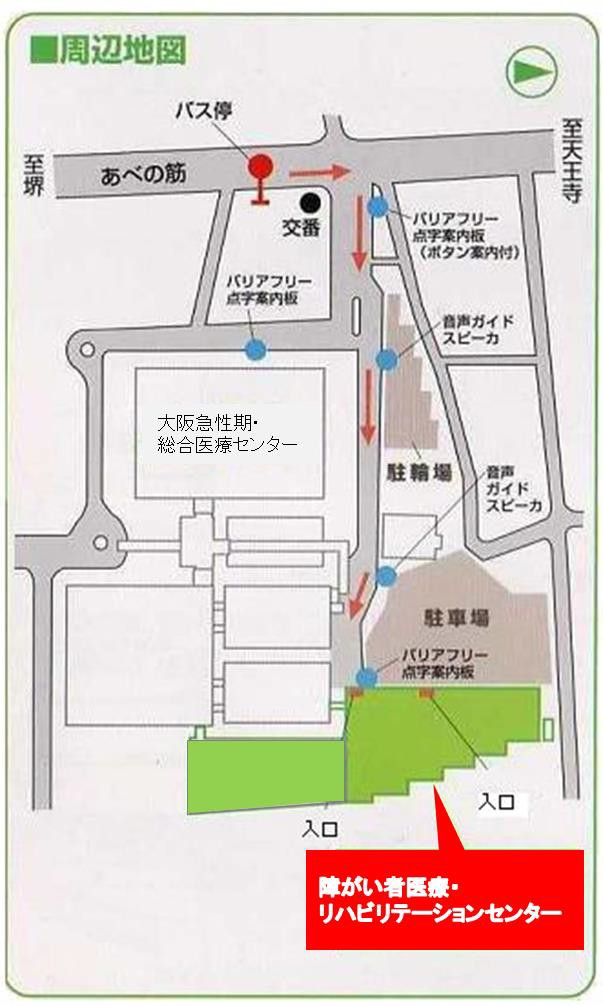 ■周辺地図
バス停
至堺
あべの筋
至天王寺
交番
バリアフリー
点字案内板
（ボタン案内付）
バリアフリー
点字案内板
音声ガイド
スピーカ
大阪急性期・
総合医療センター
駐輪場
音声
ガイド
スピーカ
駐車場
バリアフリー
点字案内板
入口
入口
障がい者医療・
リハビリテーションセンター